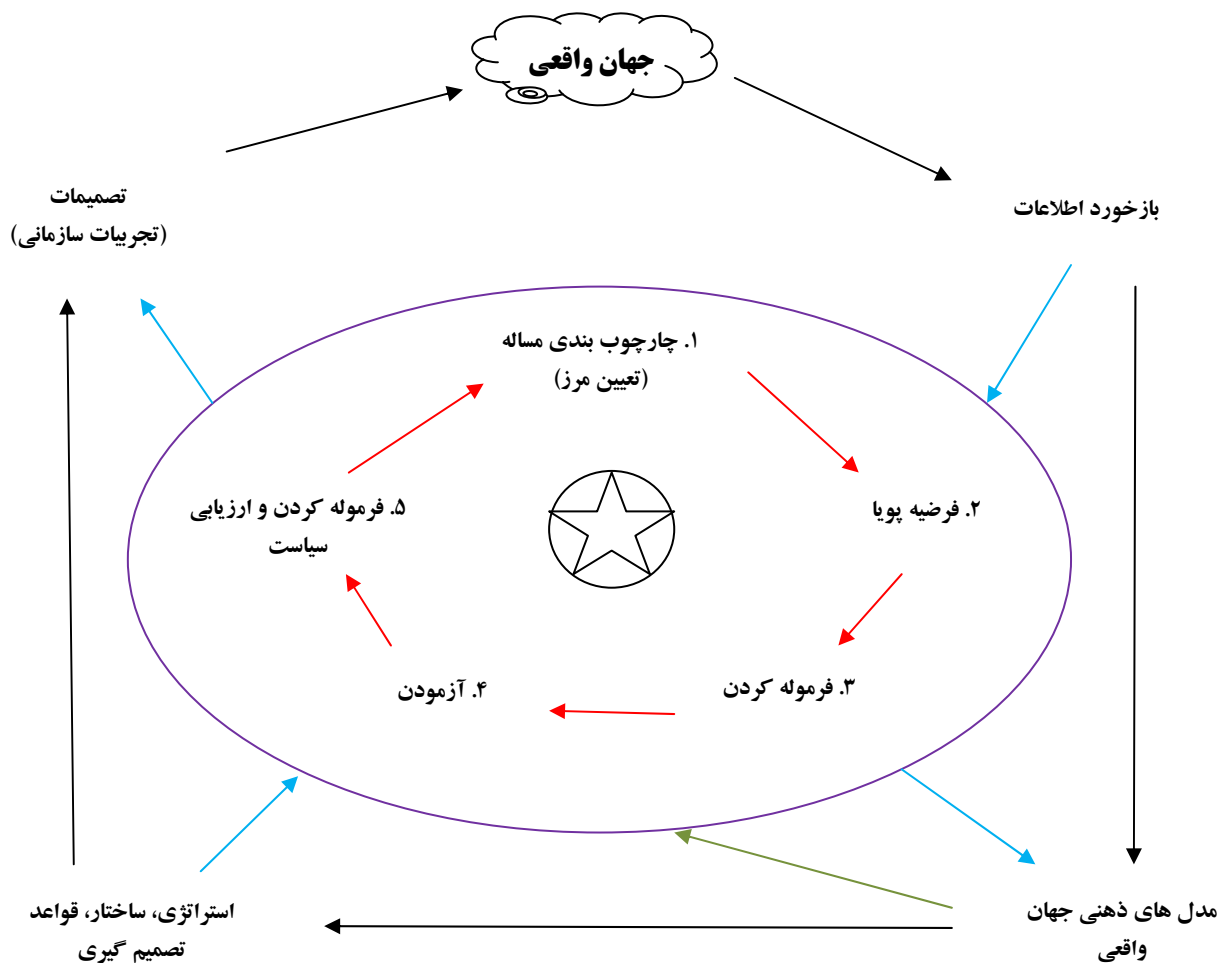 جهان واقعی
بازخورد اطلاعات
تصمیمات
(تجربیات سازمانی)
۱. چارچوب بندی مساله
(تعیین مرز)
۲. فرضیه پویا
۵. فرموله کردن و ارزیابی
سیاست
۳. فرموله کردن
۴. آزمودن
مدل های ذهنی جهان
واقعی
استراتژی، ساختار، قواعد
تصمیم گیری